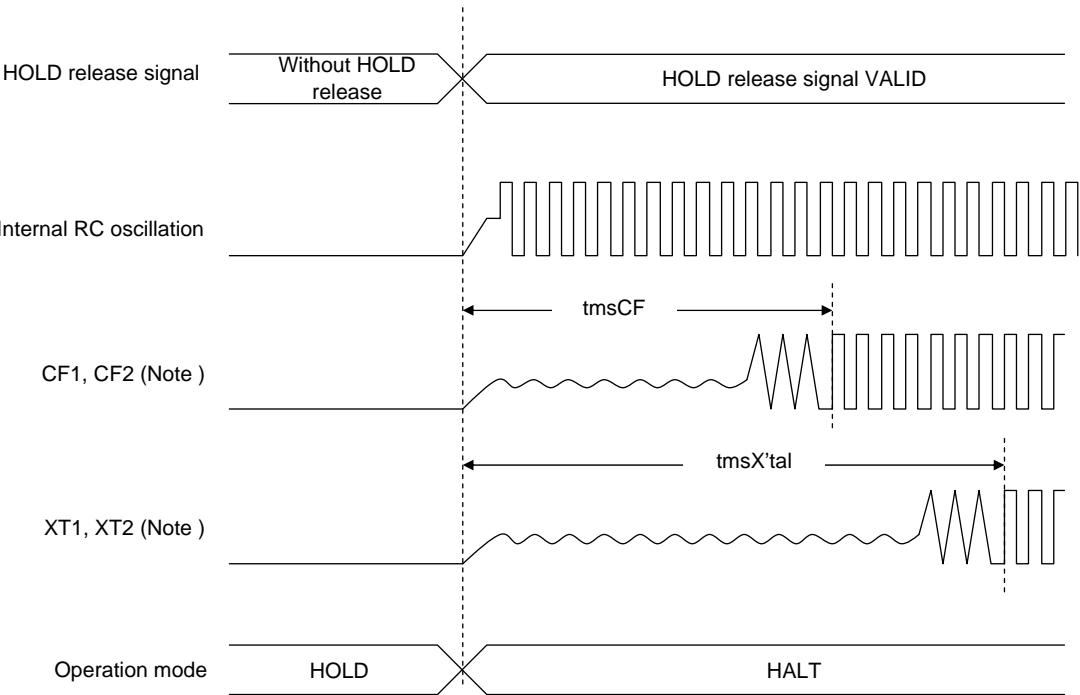 HOLD release signal
Without HOLD
release
HOLD release signal VALID
Internal RC oscillation
tmsCF
CF1, CF2 (Note )
tmsX'tal
XT1, XT2 (Note )
Operation mode
HOLD
HALT